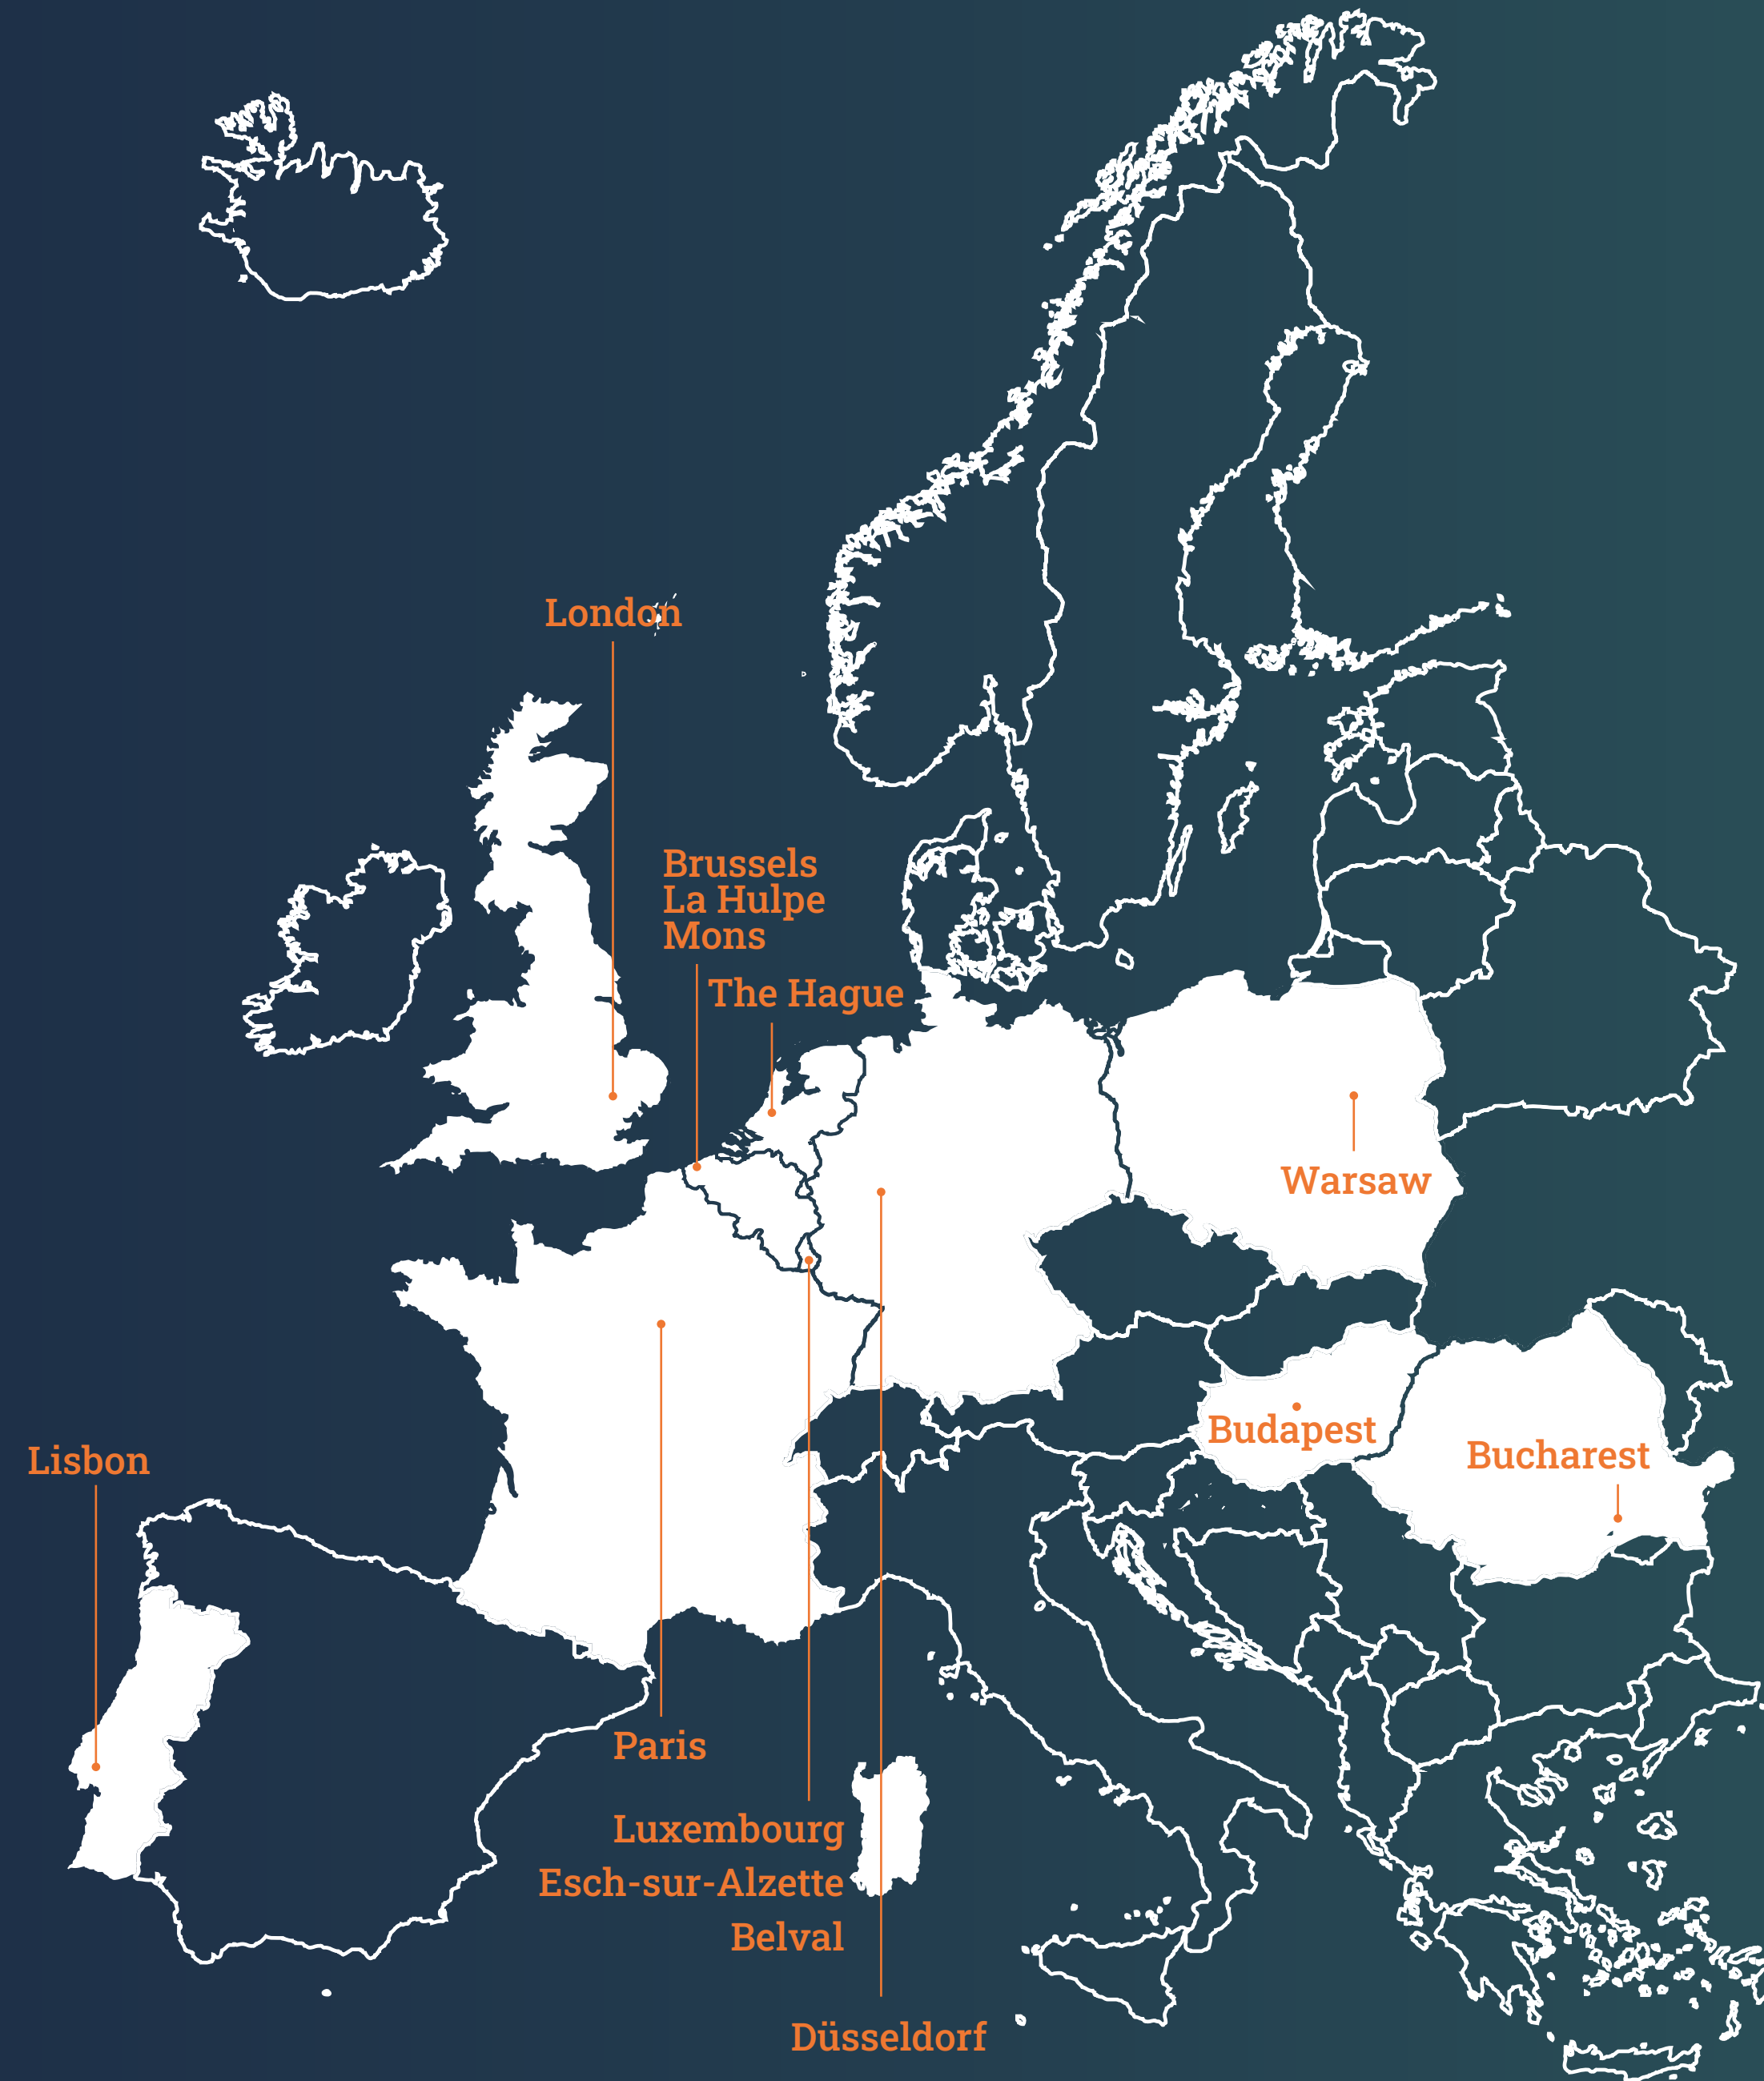 London
Brussels
La Hulpe
Mons
The Hague
Warsaw
Budapest
Bucharest
Lisbon
Paris
Luxembourg
Esch-sur-Alzette
Belval
Düsseldorf